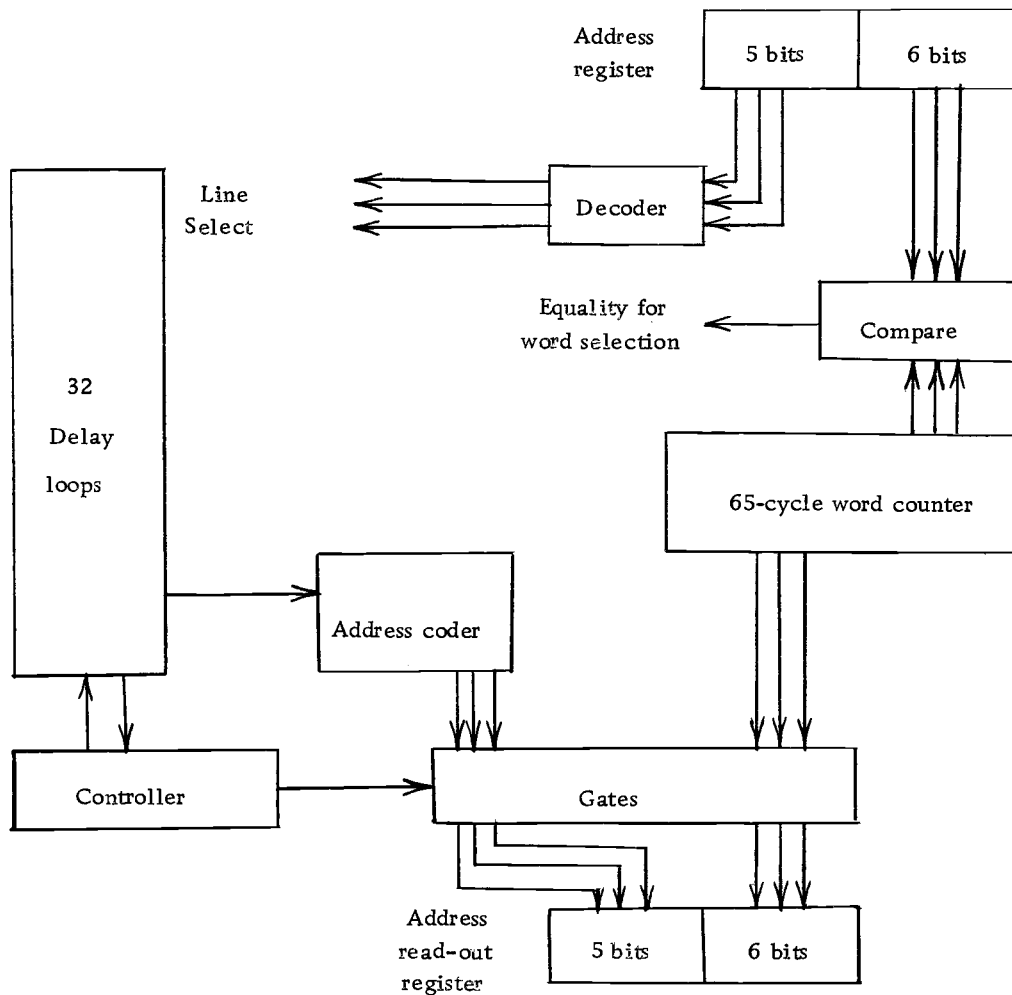 Address
register
5 bits
6 bits
Line
Select
Decoder
Equality for
word selection
Compare
32
Delay
loops
65-cycle word counter
Address coder
Controller
Gates
Address
read-out
register
5 bits
6 bits